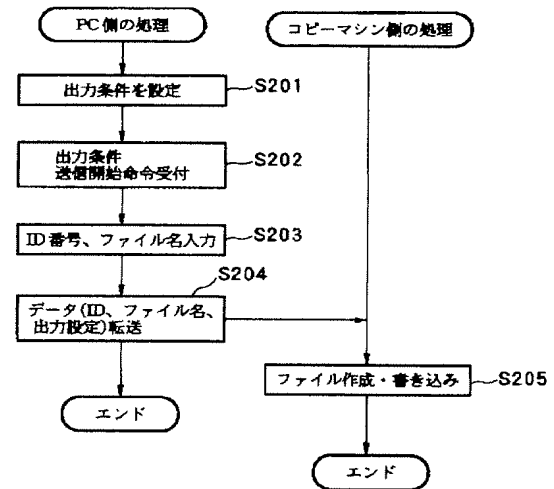 PC側の処理
コピーマシン側の処理
出力条件を設定
S201
出力条件
送信開始命令受付
S202
ID番号、ファイル名入力
S203
S204
データ(ID、ファイル名、
出力設定)転送
ファイル作成・書き込み
S205
エンド
エンド